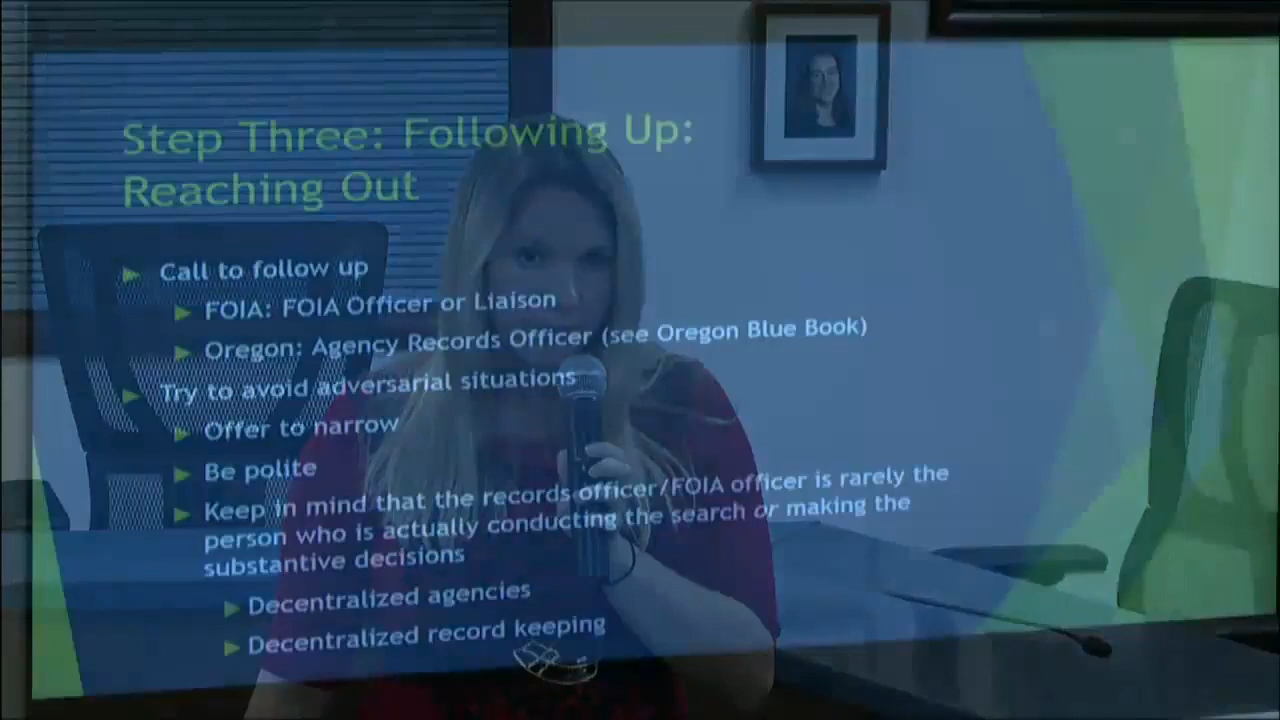 Step Three: Following Up:
Reaching Out
Call to follow up
FOIA: FOIA Officer or Liaison
Oregon: Agency Records Officer (see Oregon Blue Book)
Try to avoid adversarial situations
Offer to narrow
Be polite
Keep in mind that the records officer/FOIA officer is rarely the
person who is actually conducting the search or making the
substantive decisions
Decentralized agencies
Decentralized record keeping